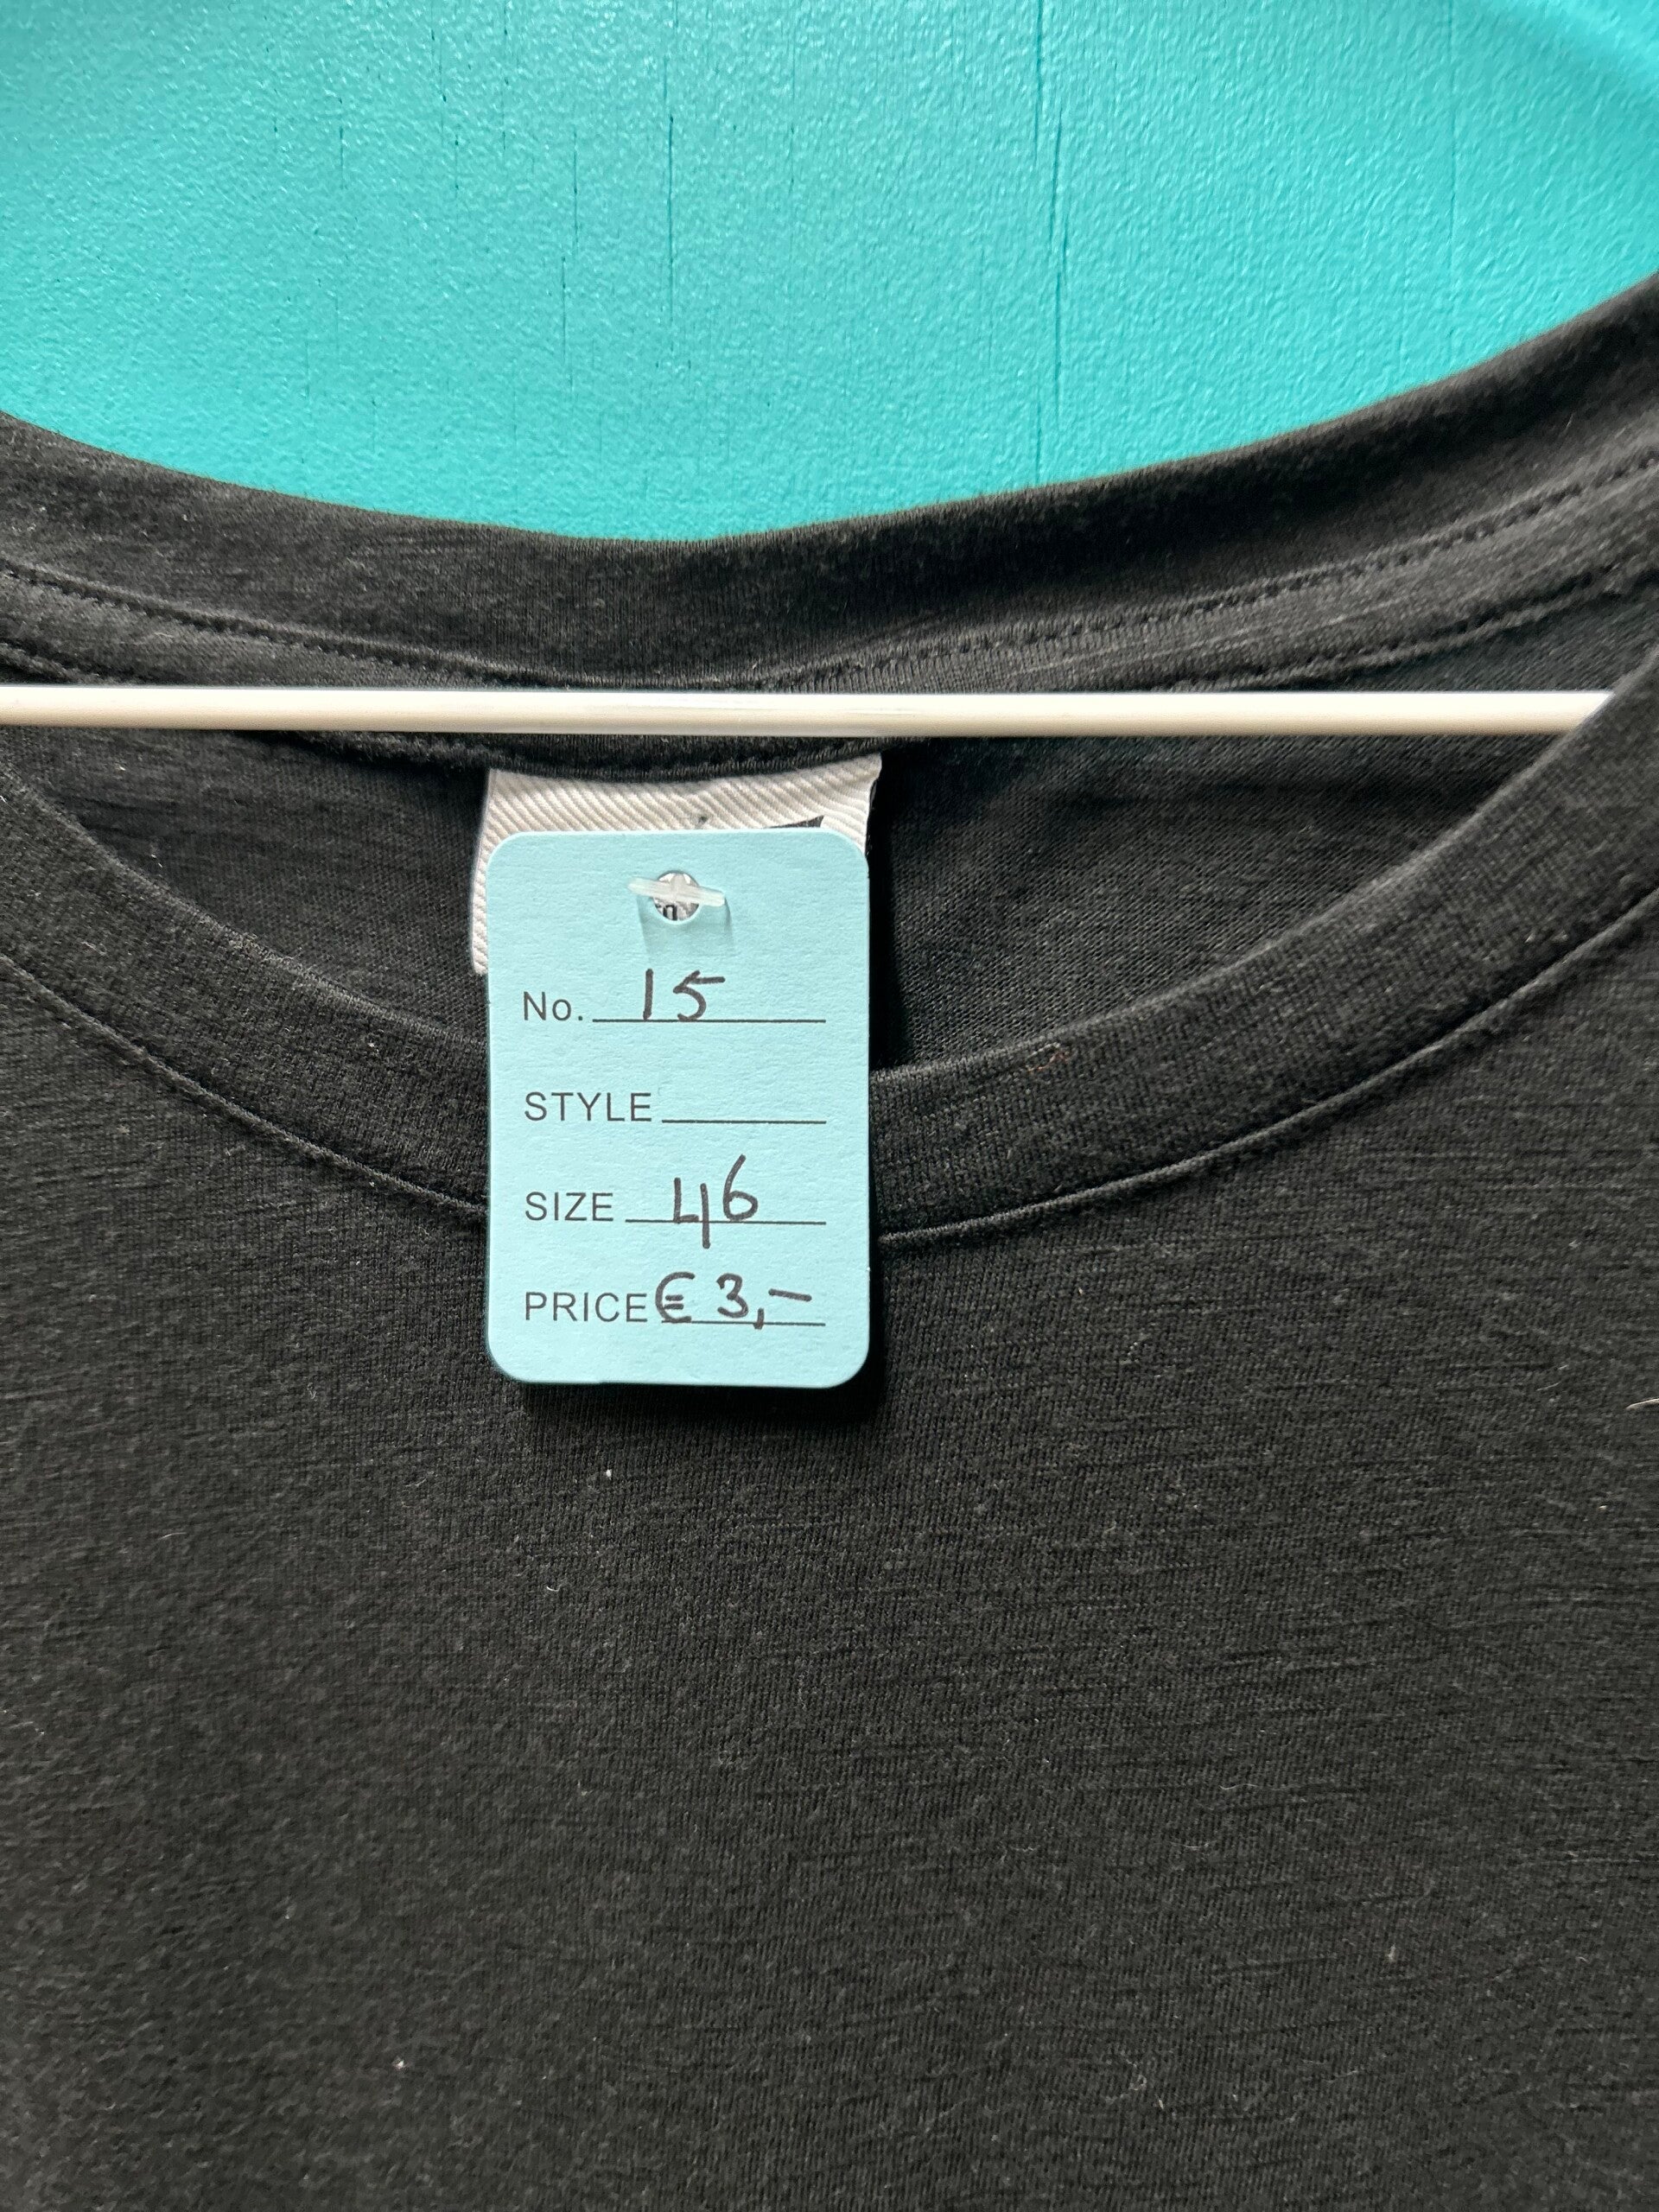 No. 15
STYLE
SIZE 46
PRICE € 3,-